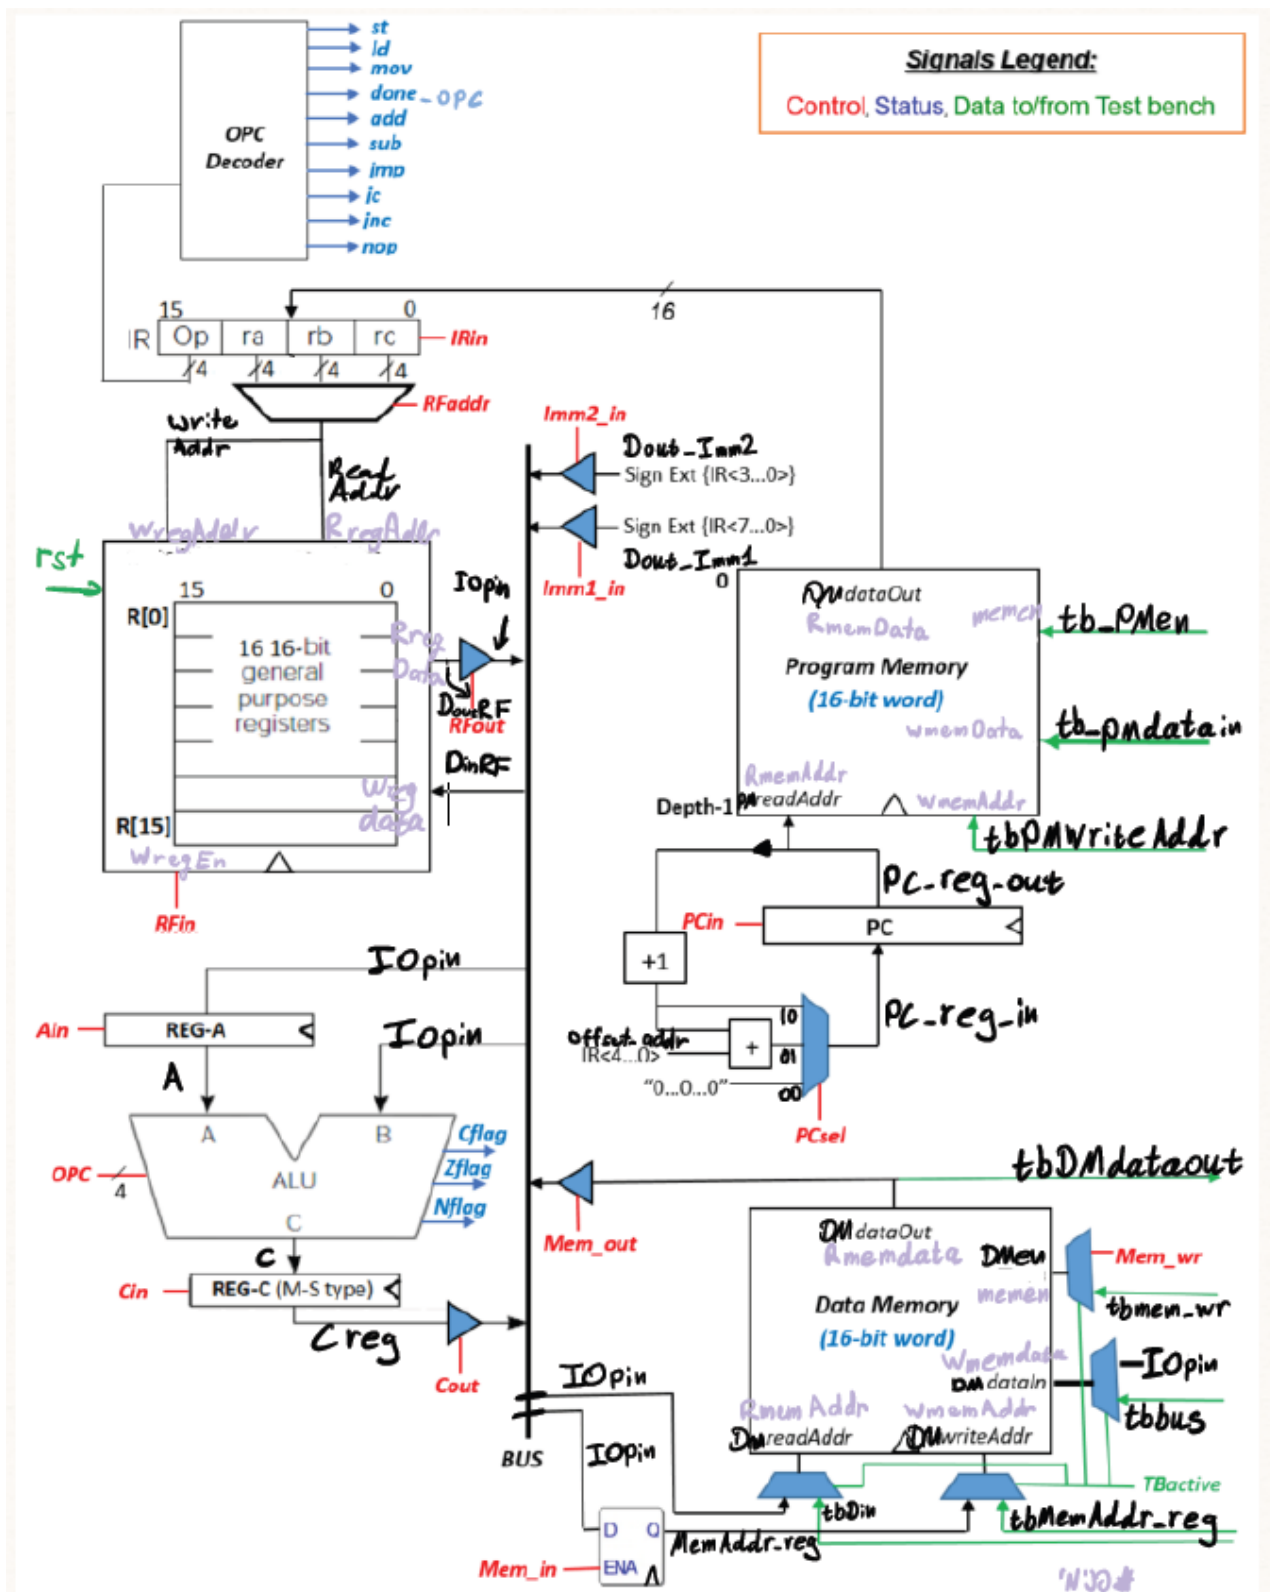 st
ld
mov
done_OPC
add
sub
jmp
jc
jnc
nop
OPC
Decoder
Signals Legend:
Control, Status, Data to/from Test bench
15
0
16
IR
Op
ra
rb
rc
IRin
4
4
4
4
RFaddr
write
Addr
Read
Addr
Imm2_in
Dout_Imm2
Sign Ext {IR<3...0>}
Sign Ext {IR<7...0>}
Dout_Imm1
Imm1_in
WregAddr
RregAddr
rst
15
0
R[0]
16 16-bit
general
purpose
registers
R[15]
Rreg
Data
IOpin
DoutRF
RFout
DinRF
Wreg
data
WregEn
RFin
0
dataOut
RmemData
memen
tb_PMen
Program Memory
(16-bit word)
wmemData
tb_pmdatain
RmemAddr
Depth-1
readAddr
WmemAddr
tbPMWriteAddr
PC_reg_out
PCin
PC
+1
PC_reg_in
10
offset_addr
IR<4...0>
+
01
"0...0...0"
00
PCsel
IOpin
Ain
REG-A
IOpin
A
A
B
OPC
4
ALU
C
Cflag
Zflag
Nflag
C
Cin
REG-C (M-S type)
Creg
Cout
tbDMdataout
Mem_out
DMdataOut
Rmemdata
DMen
memen
Mem_wr
tbmem_wr
Data Memory
(16-bit word)
Wmemdata
DMdataIn
IOpin
tbbus
RmemAddr
WmemAddr
DMreadAddr
DMwriteAddr
IOpin
BUS
IOpin
TBactive
tbDin
tbMemAddr_reg
D
Q
ENA
MemAddr_reg
Mem_in